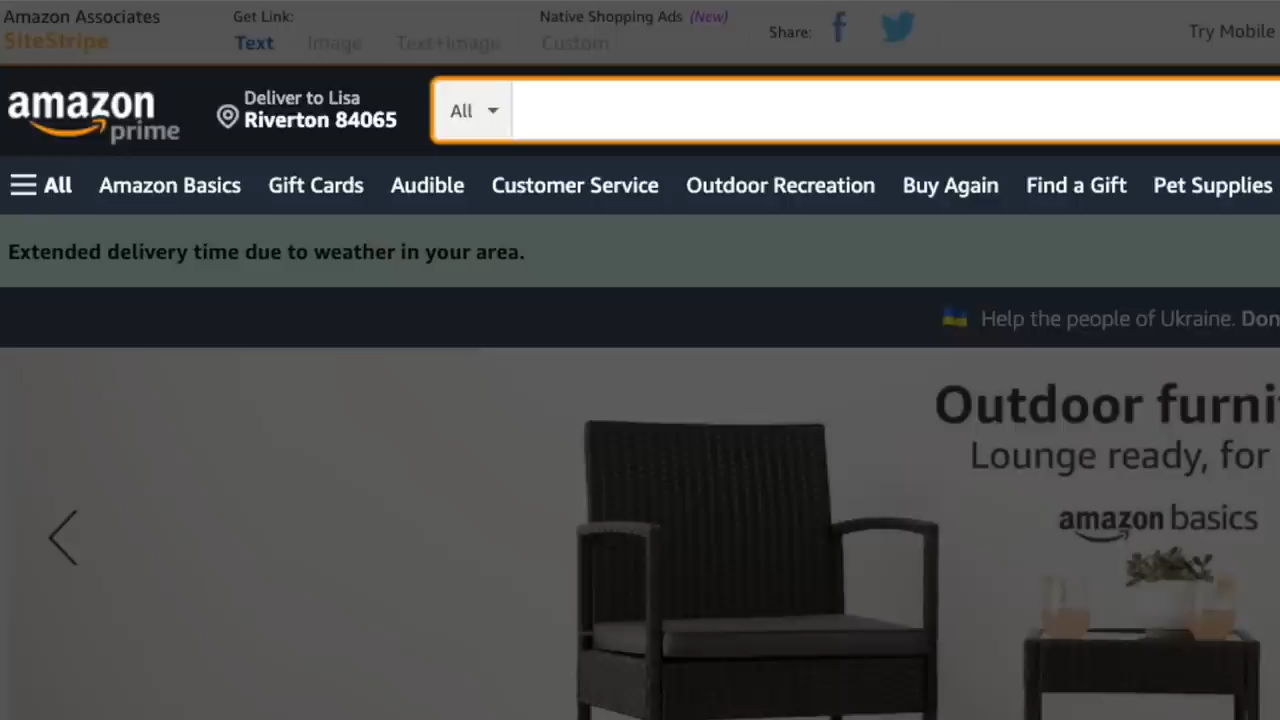 Amazon Associates Get Link: Native Shopping Ads (New) Share: Try Mobile
SiteStripe Text Image Text+Image Custom
amazon prime
Deliver to Lisa
Riverton 84065
All
All Amazon Basics Gift Cards Audible Customer Service Outdoor Recreation Buy Again Find a Gift Pet Supplies
Extended delivery time due to weather in your area.
Help the people of Ukraine. Don
Outdoor furni
Lounge ready, for
amazon basics